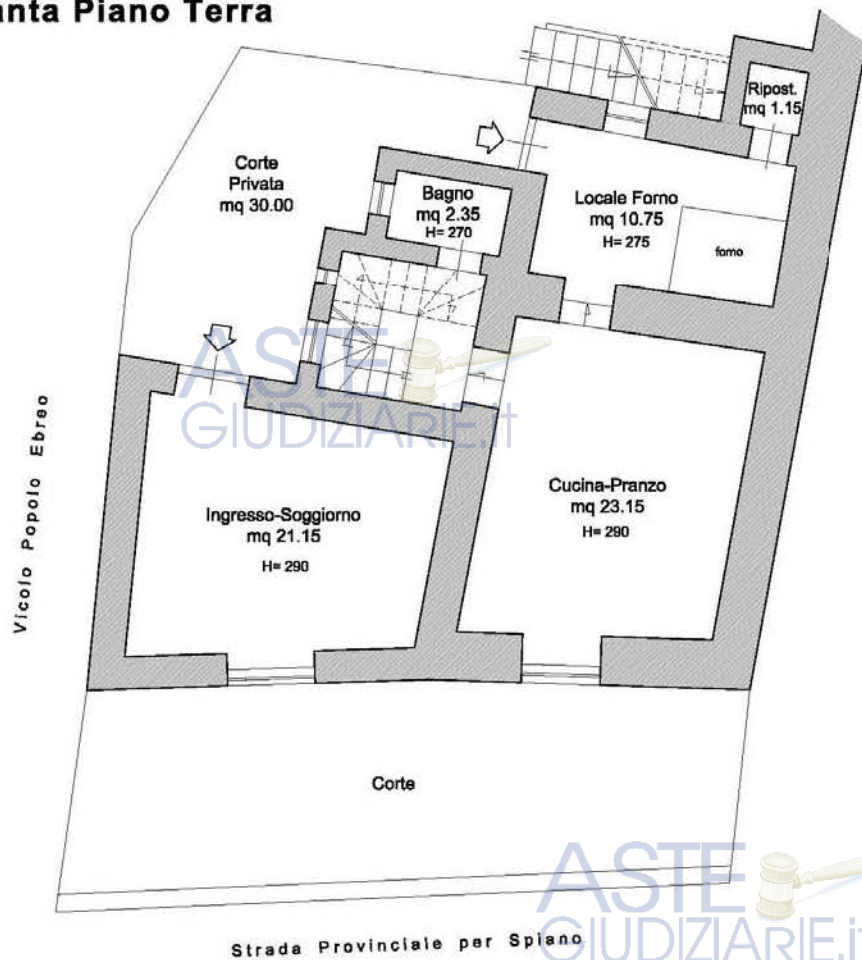 anta Piano Terra
Ripost.
mq 1.15
Corte
Privata
mq 30.00
Bagno
mq 2.35
H= 270
Locale Forno
mq 10.75
H= 275
forno
ASTE
GIUDIZIARIE.it
Vicolo Popolo Ebreo
Cucina-Pranzo
mq 23.15
H= 290
Ingresso-Soggiorno
mq 21.15
H= 290
Corte
ASTE
GIUDIZIARIE.it
Strada Provinciale per Spiano